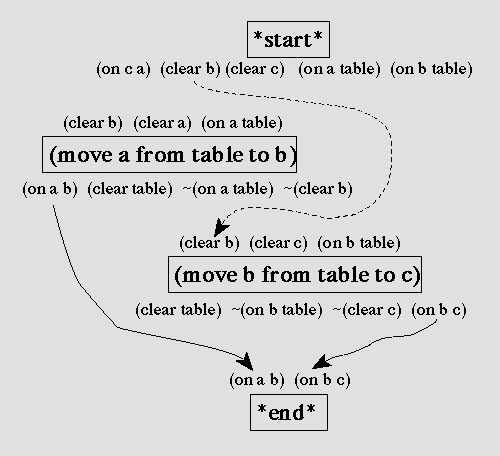 *start*
(on c a) (clear b) (clear c) (on a table) (on b table)
(clear b) (clear a) (on a table)
(move a from table to b)
(on a b) (clear table) ~(on a table) ~(clear b)
(clear b) (clear c) (on b table)
(move b from table to c)
(clear table) ~(on b table) ~(clear c) (on b c)
(on a b) (on b c)
*end*